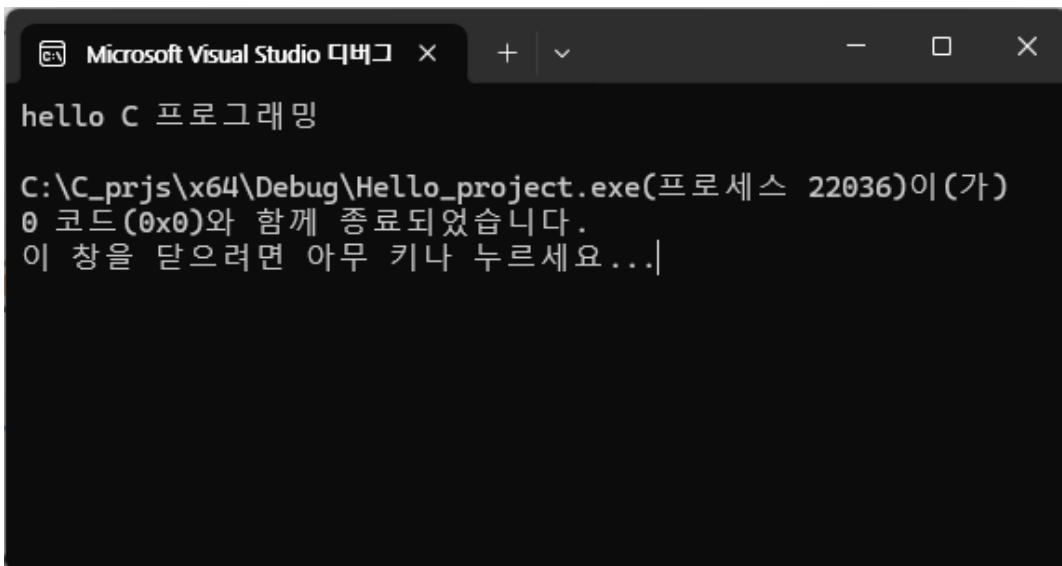 Microsoft Visual Studio 디버그
hello C 프로그래밍
C:\C_prjs\x64\Debug\Hello_project.exe(프로세스 22036)이(가)
0 코드(0x0)와 함께 종료되었습니다.
이 창을 닫으려면 아무 키나 누르세요...